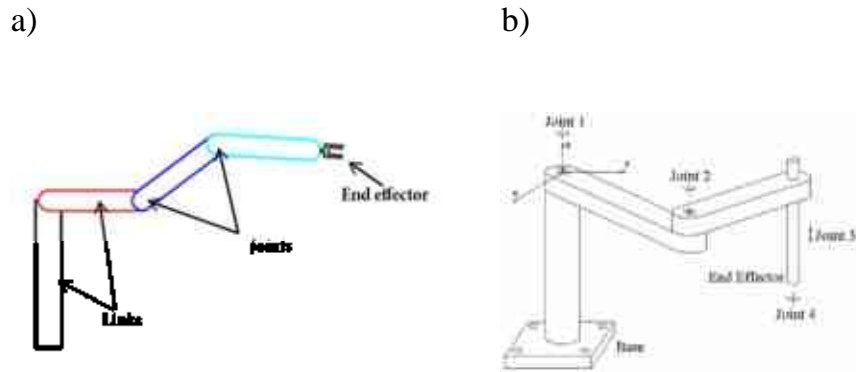 a)
b)
End effector
joints
Links
Joint 1
Joint 2
Joint 3
End Effector
Joint 4
Base